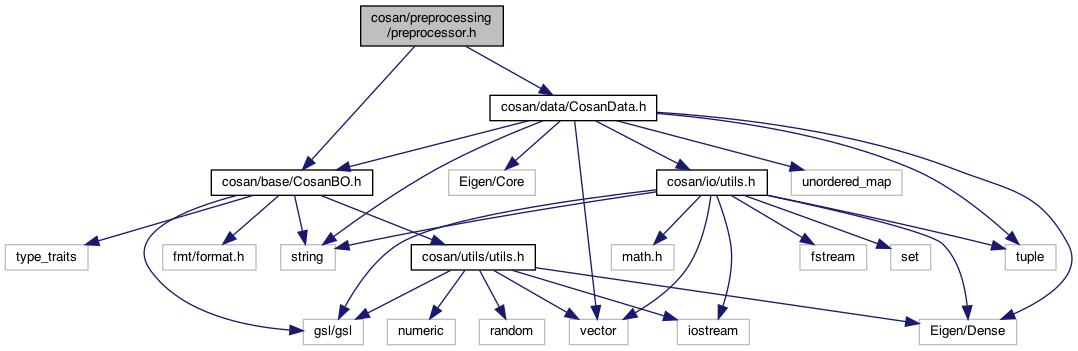 cosan/preprocessing
/preprocessor.h
cosan/data/CosanData.h
cosan/base/CosanBO.h
Eigen/Core
cosan/io/utils.h
unordered_map
type_traits
fmt/format.h
string
cosan/utils/utils.h
math.h
fstream
set
tuple
gsl/gsl
numeric
random
vector
iostream
Eigen/Dense